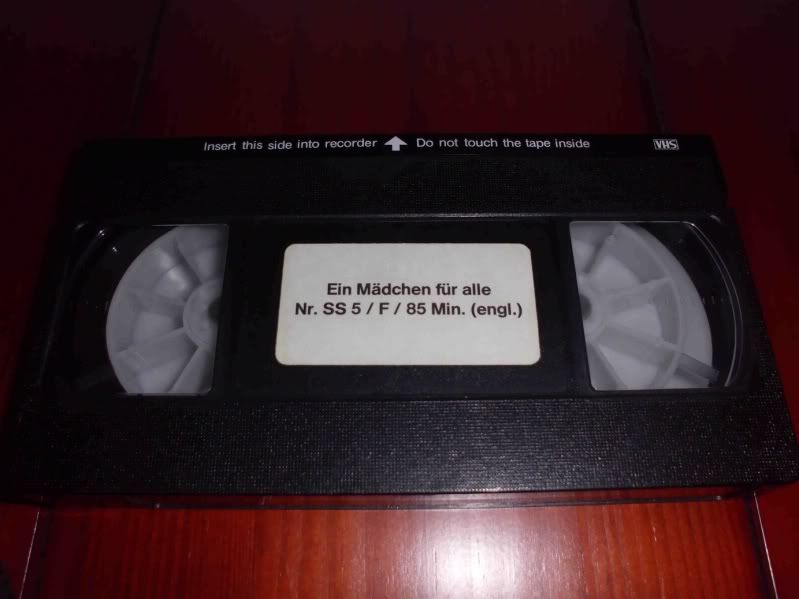 Insert this side into recorder Do not touch the tape inside VHS
Ein Mädchen für alle
Nr. SS 5 / F / 85 Min. (engl.)